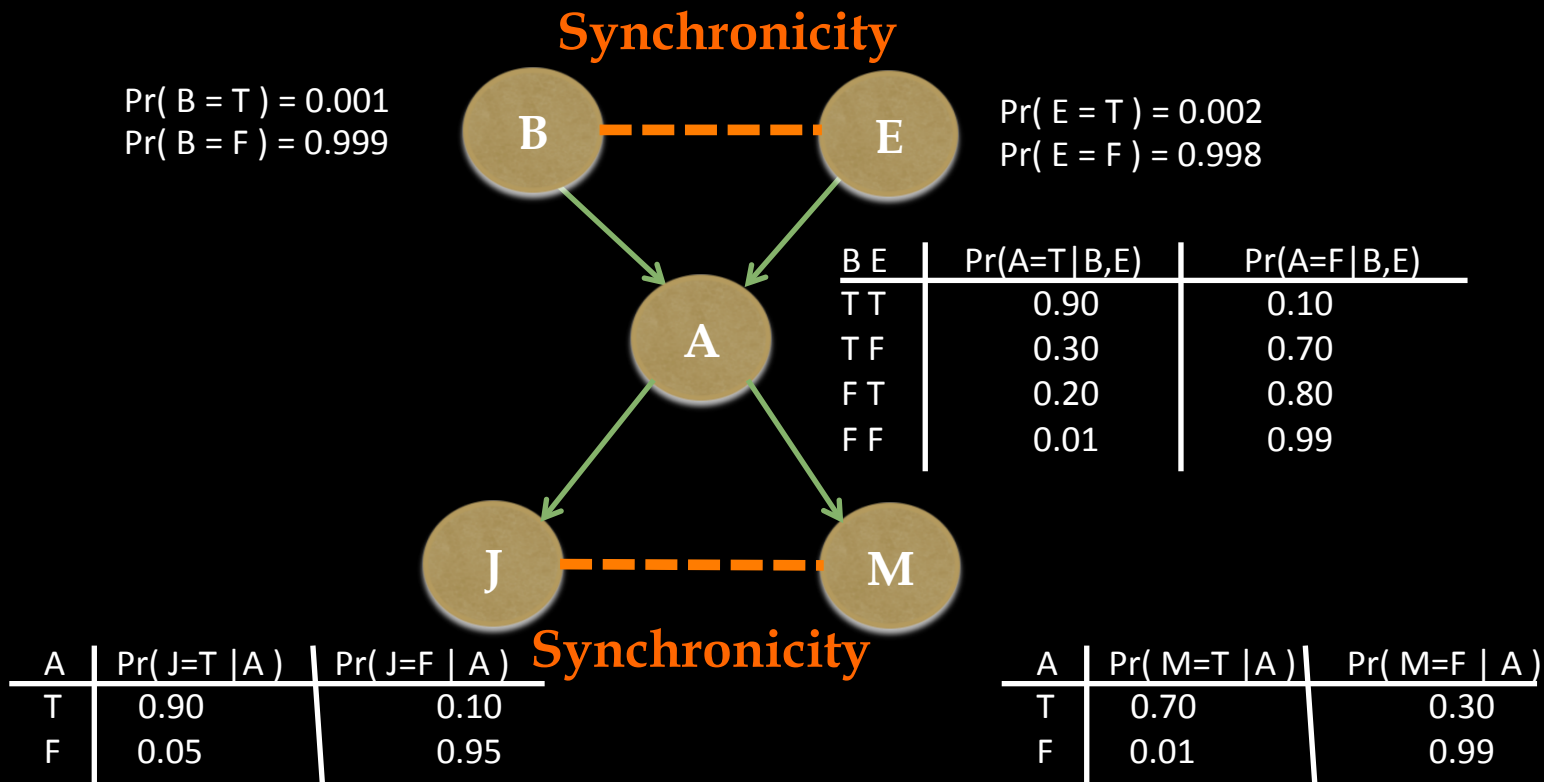 Synchronicity
Pr( B = T ) = 0.001
Pr( B = F ) = 0.999
B
E
Pr( E = T ) = 0.002
Pr( E = F ) = 0.998
B E Pr(A=T|B,E) Pr(A=F|B,E)
T T 0.90 0.10
T F 0.30 0.70
F T 0.20 0.80
F F 0.01 0.99
A
J
M
Synchronicity
A Pr( J=T |A ) Pr( J=F | A )
T 0.90 0.10
F 0.05 0.95
A Pr( M=T |A ) Pr( M=F | A )
T 0.70 0.30
F 0.01 0.99